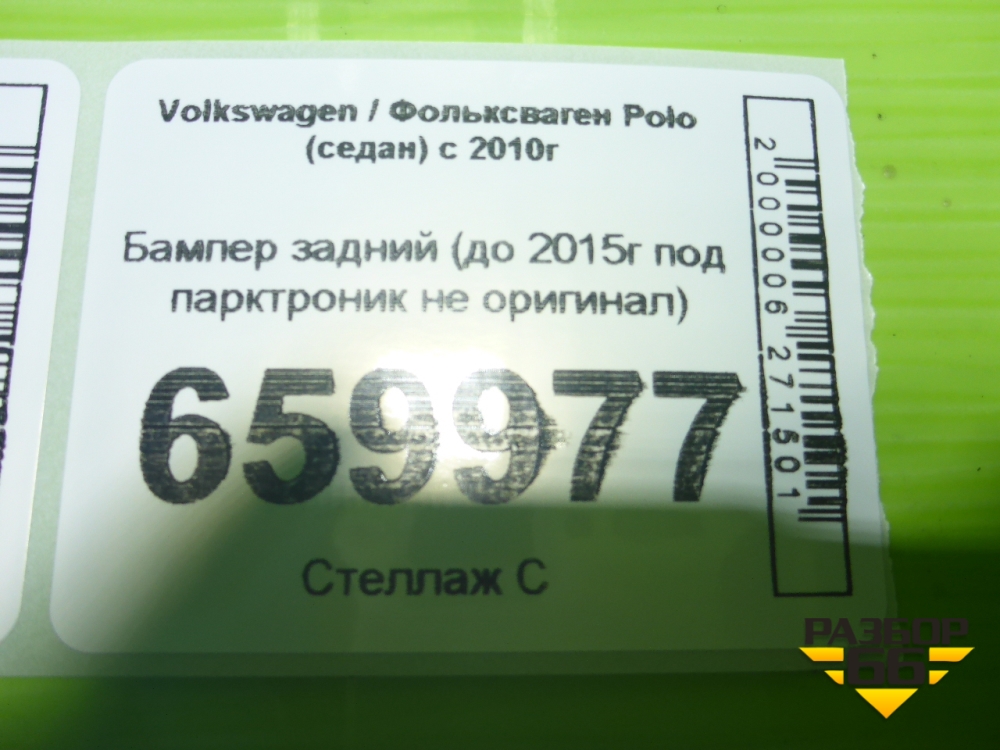 Volkswagen / Фольксваген Polo
(седан) с 2010г
Бампер задний (до 2015г под
парктроник не оригинал)
659977
Стеллаж С
2000006271501
РАЗБОР
66